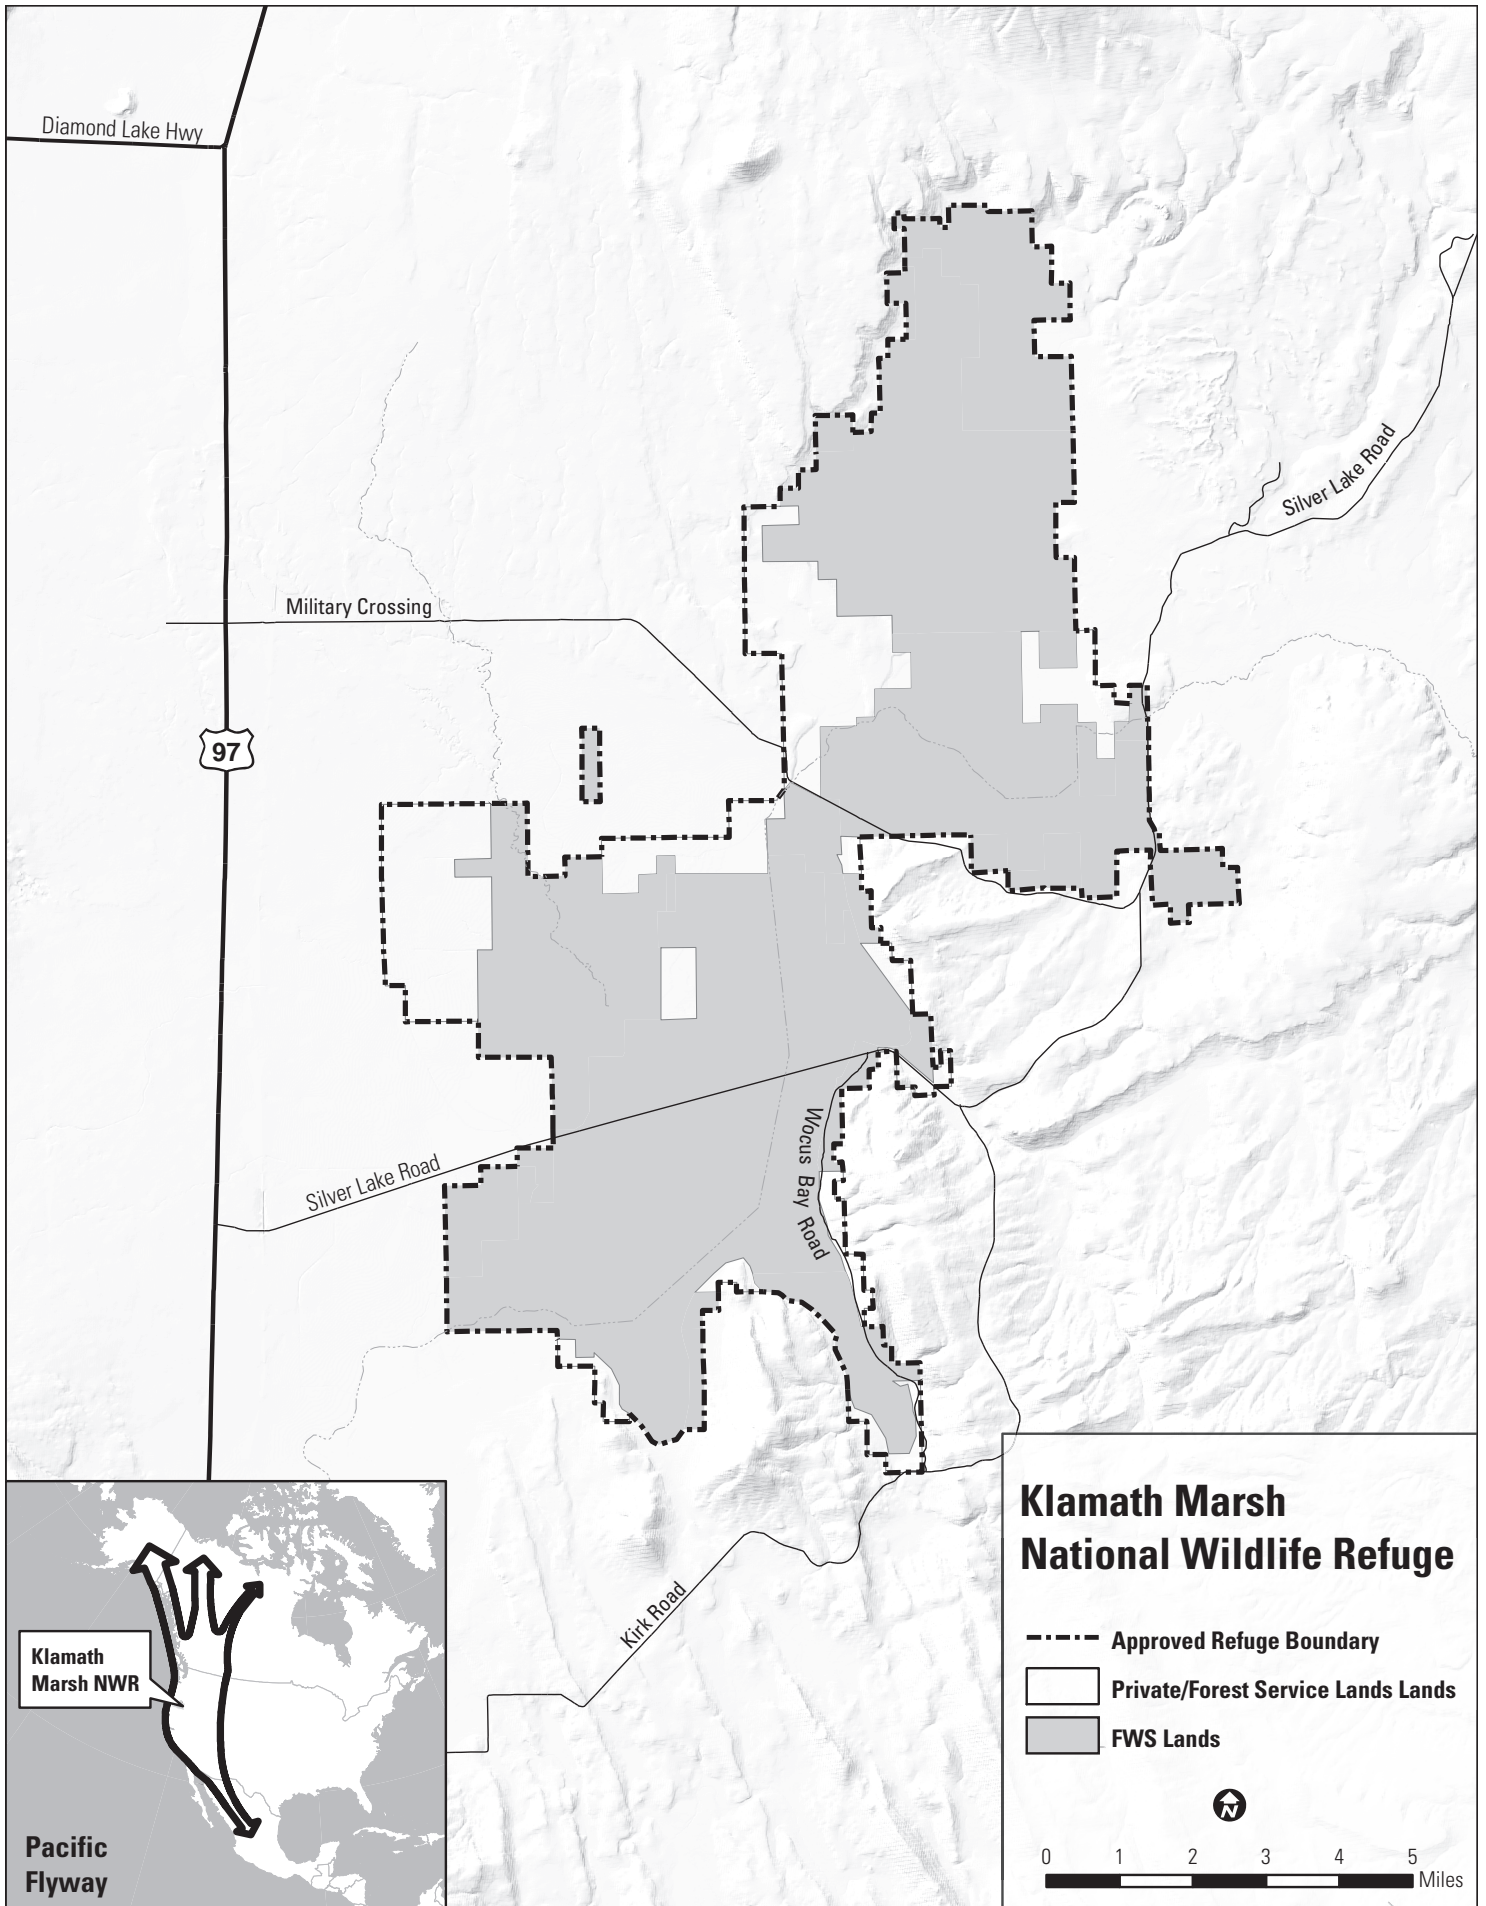 Diamond Lake Hwy
Silver Lake Road
Military Crossing
97
Wocus Bay Road
Silver Lake Road
Kirk Road
Klamath Marsh
National Wildlife Refuge
Approved Refuge Boundary
Private/Forest Service Lands Lands
FWS Lands
N
0 1 2 3 4 5
Miles
Klamath
Marsh NWR
Pacific
Flyway